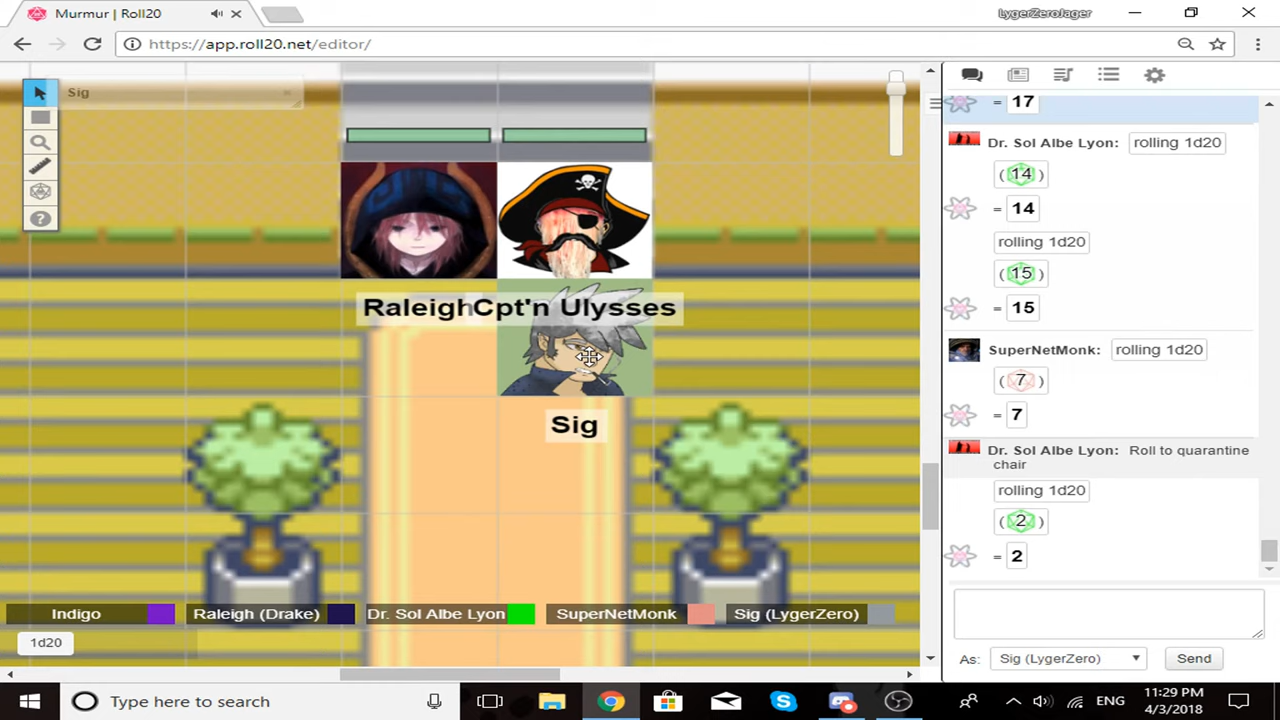 Murmur | Roll20
LygerZeroJager
https://app.roll20.net/editor/
Sig
= 17
Dr. Sol Albe Lyon: rolling 1d20
(14)
= 14
rolling 1d20
(15)
= 15
SuperNetMonk: rolling 1d20
(7)
= 7
Dr. Sol Albe Lyon: Roll to quarantine
chair
rolling 1d20
(2)
= 2
Raleigh
Cpt'n Ulysses
Sig
Indigo
Raleigh (Drake)
Dr. Sol Albe Lyon
SuperNetMonk
Sig (LygerZero)
1d20
As: Sig (LygerZero)
Send
Type here to search
ENG
11:29 PM
4/3/2018